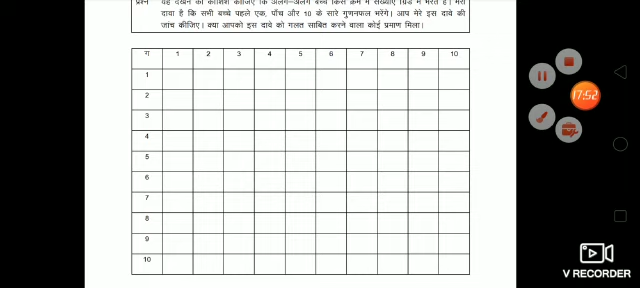 प्रश्न यह देखने की कोशिश कीजिए कि अलग-अलग बच्चे किस क्रम में संख्याएँ ग्रिड में भरते हैं। मेरा
दावा है कि सभी बच्चे पहले एक, पाँच और 10 के सारे गुणनफल भरेंगे। आप मेरे इस दावे की
जांच कीजिए। क्या आपको इस दावे को गलत साबित करने वाला कोई प्रमाण मिला।
ग 1 2 3 4 5 6 7 8 9 10
1
2
3
4
5
6
7
8
9
10
17:52
V RECORDER